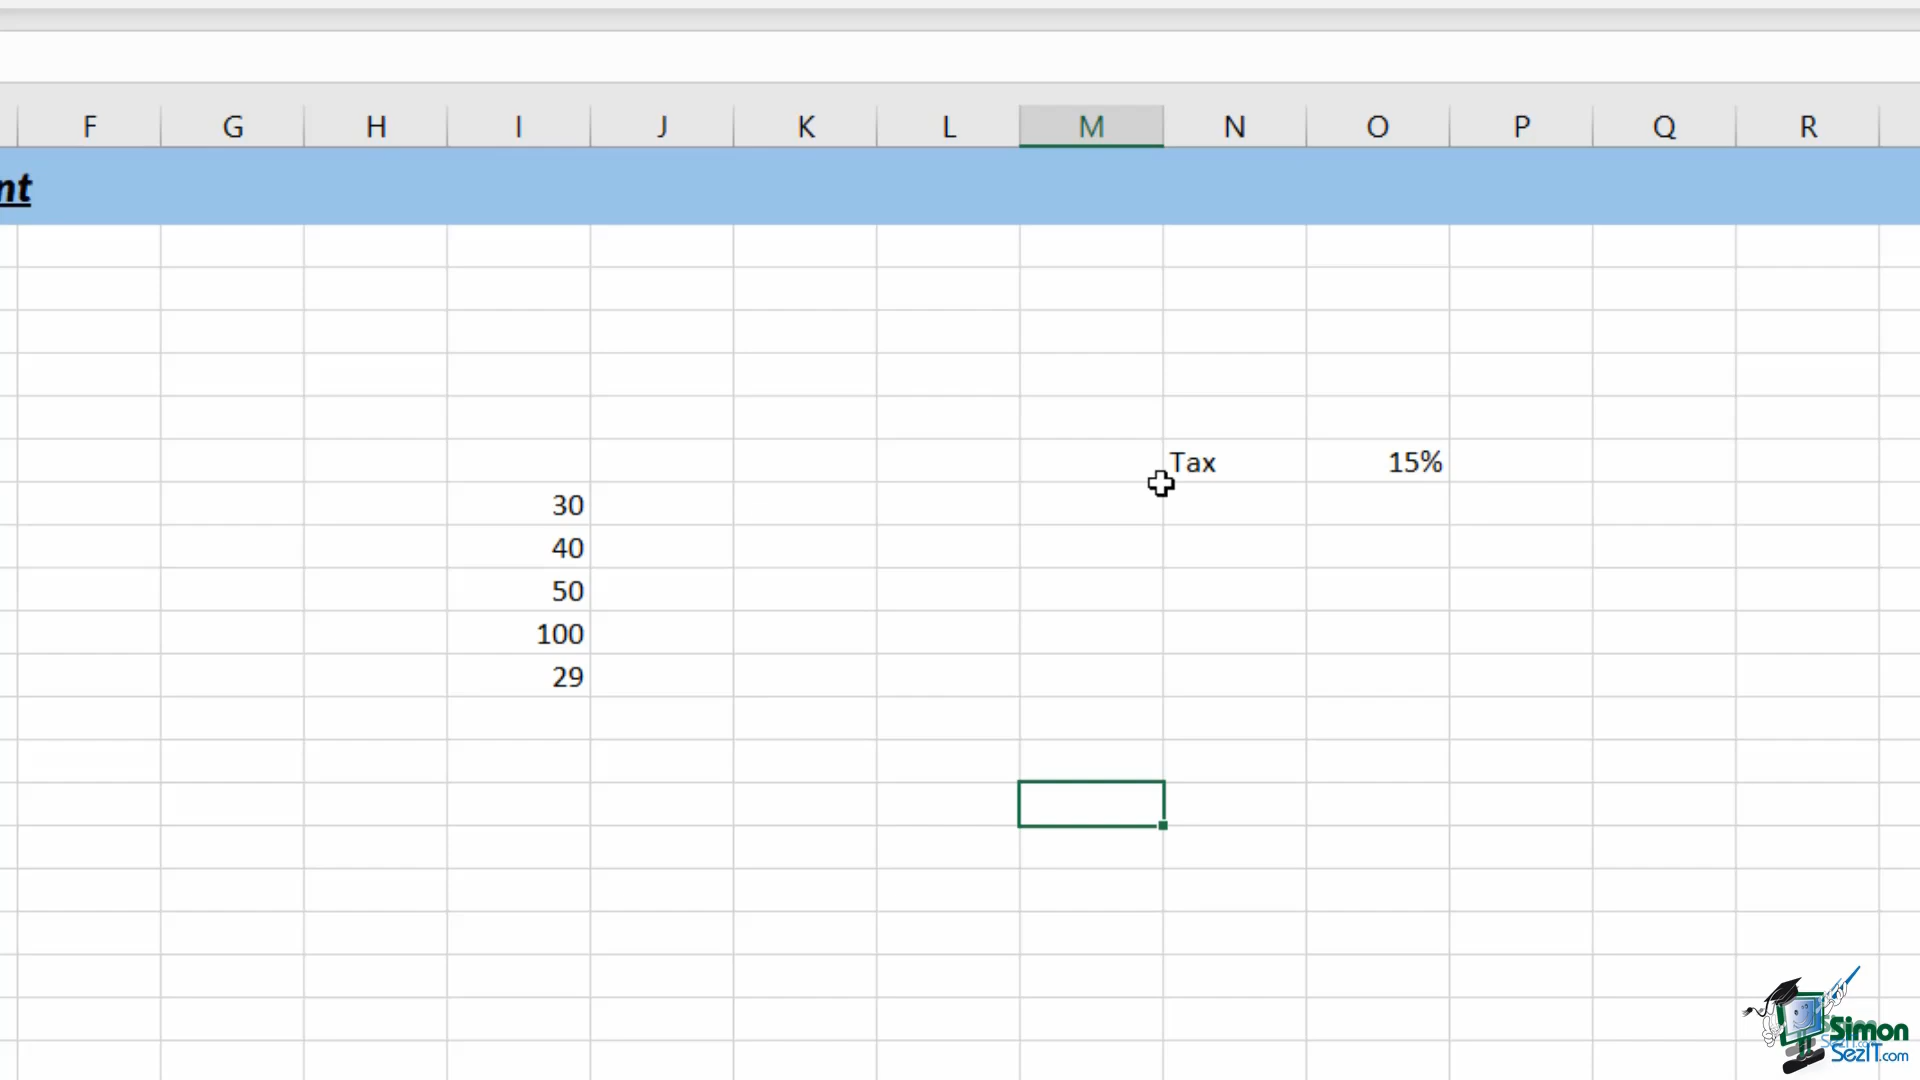 F G H I J K L M N O P Q R
nt
Tax 15%
30
40
50
100
29
Simon
SezIT.com